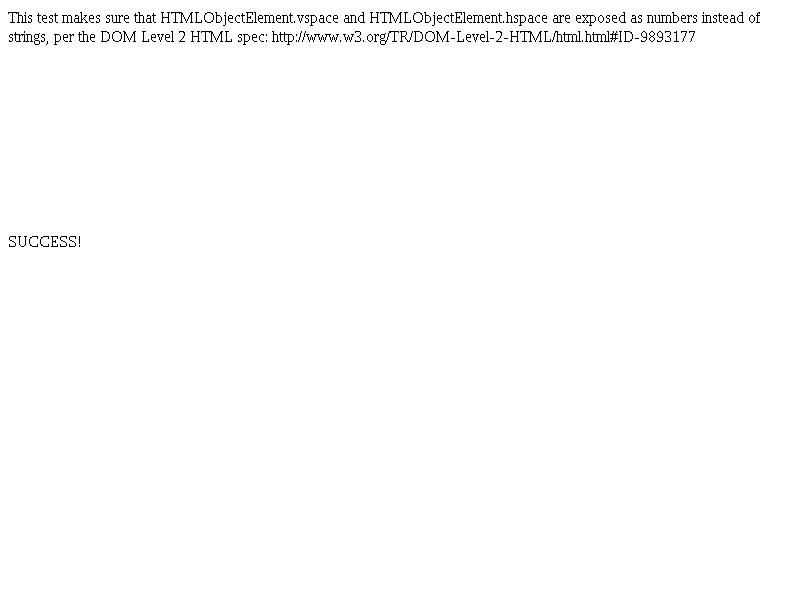 This test makes sure that HTMLObjectElement.vspace and HTMLObjectElement.hspace are exposed as numbers instead of
strings, per the DOM Level 2 HTML spec: http://www.w3.org/TR/DOM-Level-2-HTML/html.html#ID-9893177
SUCCESS!